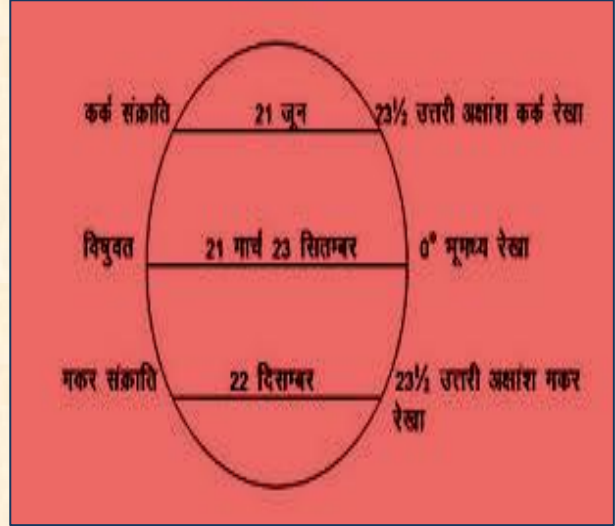 कर्क संक्राति 21 जून 23½ उत्तरी अक्षांश कर्क रेखा
विषुवत 21 मार्च 23 सितम्बर 0° भूमध्य रेखा
मकर संक्राति 22 दिसम्बर 23½ उत्तरी अक्षांश मकर
रेखा